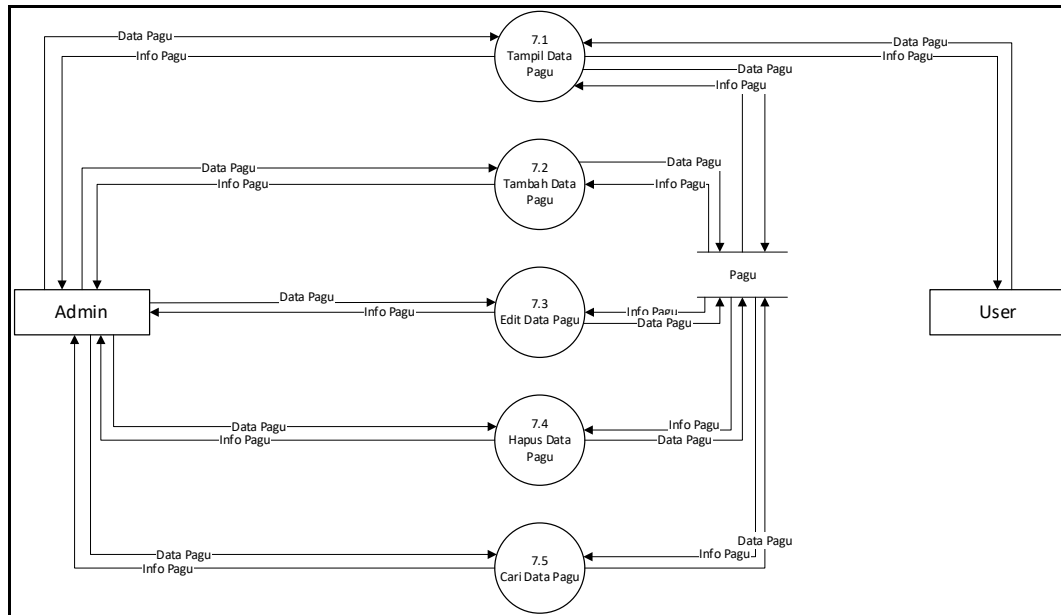 Data Pagu
Info Pagu
7.1
Tampil Data
Pagu
Data Pagu
Info Pagu
Data Pagu
Info Pagu
Data Pagu
Info Pagu
7.2
Tambah Data
Pagu
Data Pagu
Info Pagu
Pagu
Admin
Data Pagu
Info Pagu
7.3
Edit Data Pagu
Info Pagu
Data Pagu
User
Data Pagu
Info Pagu
7.4
Hapus Data
Pagu
Info Pagu
Data Pagu
Data Pagu
Info Pagu
7.5
Cari Data Pagu
Data Pagu
Info Pagu